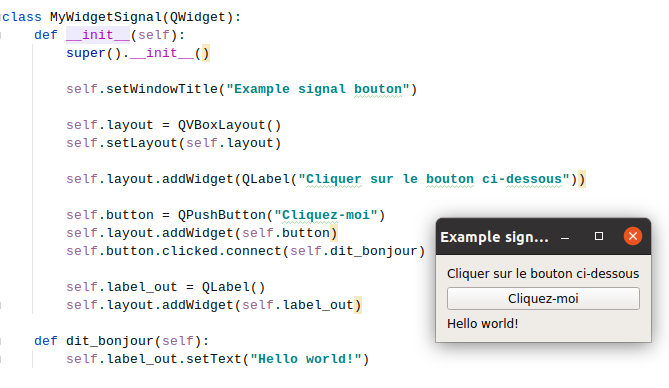 class MyWidgetSignal(QWidget):
    def __init__(self):
        super().__init__()

        self.setWindowTitle("Example signal bouton")

        self.layout = QVBoxLayout()
        self.setLayout(self.layout)

        self.layout.addWidget(QLabel("Cliquer sur le bouton ci-dessous"))

        self.button = QPushButton("Cliquez-moi")
        self.layout.addWidget(self.button)
        self.button.clicked.connect(self.dit_bonjour)

        self.label_out = QLabel()
        self.layout.addWidget(self.label_out)

    def dit_bonjour(self):
        self.label_out.setText("Hello world!")
Example sign...
Cliquer sur le bouton ci-dessous
Cliquez-moi
Hello world!